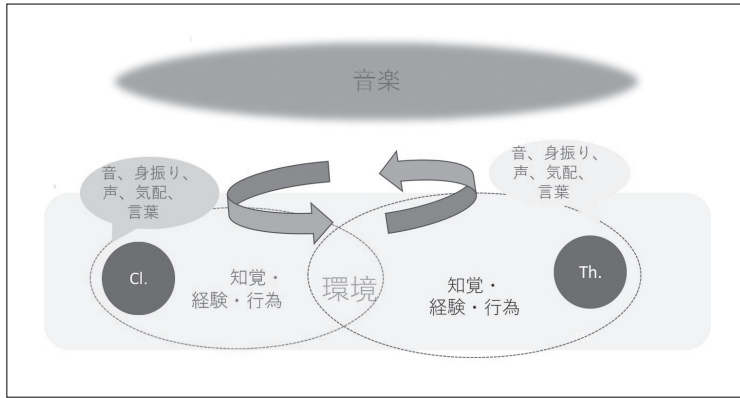 音楽
音、身振り、
声、気配、
言葉
音、身振り、
声、気配、
言葉
Cl.
知覚・
経験・行為
環境
知覚・
経験・行為
Th.